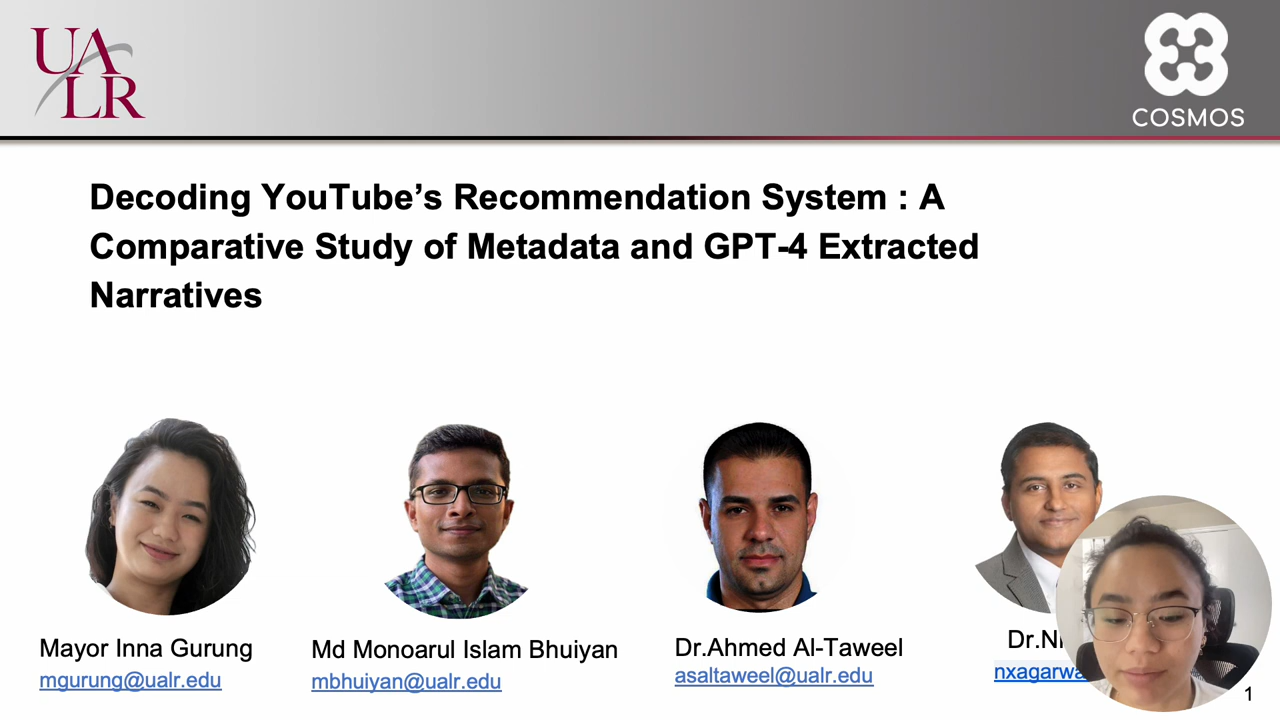 UA
LR
COSMOS
Decoding YouTube’s Recommendation System : A
Comparative Study of Metadata and GPT-4 Extracted
Narratives
Mayor Inna Gurung
mgurung@ualr.edu
Md Monoarul Islam Bhuiyan
mbhuiyan@ualr.edu
Dr.Ahmed Al-Taweel
asaltaweel@ualr.edu
Dr.
1